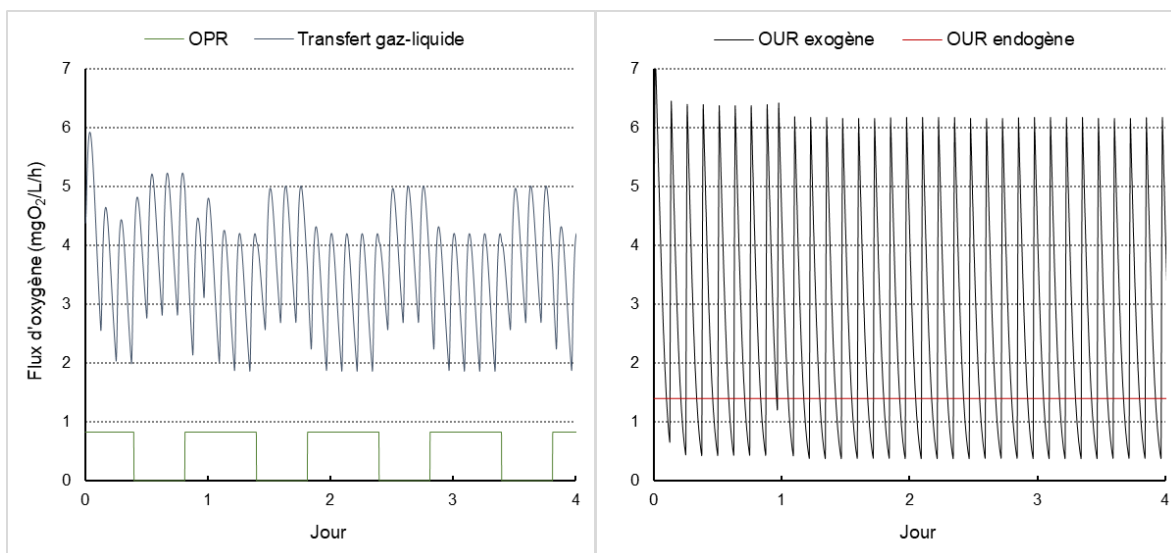 OPR Transfert gaz-liquide
7
6
5
4
3
2
1
0
Flux d'oxygène (mgO₂/L/h)
0 1 2 3 4
Jour
OUR exogène OUR endogène
7
6
5
4
3
2
1
0
0 1 2 3 4
Jour